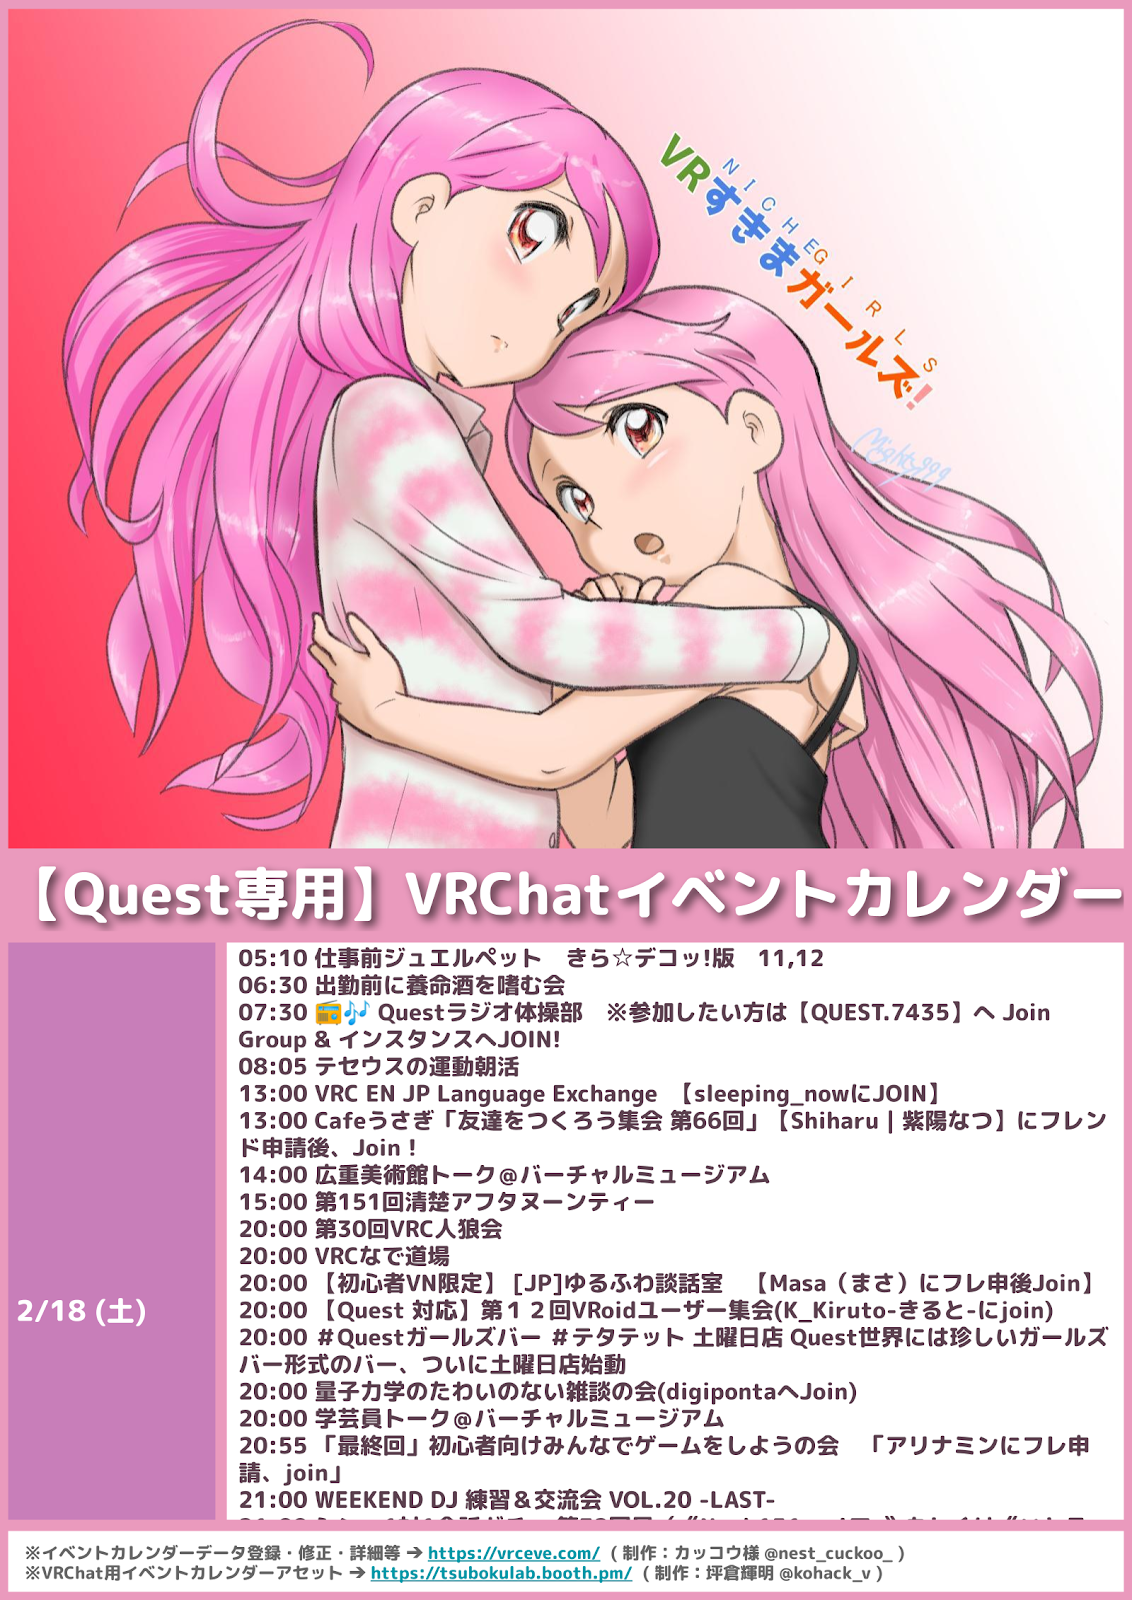 NICHE GIRLS
VRすきまガールズ!
Mighty999
【Quest専用】VRChatイベントカレンダー
2/18 (土)
05:10 仕事前ジュエルペット　きら☆デコッ!版　11,12
06:30 出勤前に養命酒を嗜む会
07:30 📻🎶 Questラジオ体操部　※参加したい方は【QUEST.7435】へ Join
Group & インスタンスへJOIN!
08:05 テセウスの運動朝活
13:00 VRC EN JP Language Exchange 【sleeping_nowにJOIN】
13:00 Cafeうさぎ「友達をつくろう集会 第66回」【Shiharu | 紫陽なつ】にフレン
ド申請後、Join！
14:00 広重美術館トーク@バーチャルミュージアム
15:00 第151回清楚アフタヌーンティー
20:00 第30回VRC人狼会
20:00 VRCなで道場
20:00 【初心者VN限定】 [JP]ゆるふわ談話室　【Masa（まさ）にフレ申後Join】
20:00 【Quest 対応】第１２回VRoidユーザー集会(K_Kiruto-きると-にjoin)
20:00 ＃Questガールズバー ＃テタテット 土曜日店 Quest世界には珍しいガールズ
バー形式のバー、ついに土曜日店始動
20:00 量子力学のたわいのない雑談の会(digipontaへJoin)
20:00 学芸員トーク@バーチャルミュージアム
20:55 「最終回」初心者向けみんなでゲームをしようの会　「アリナミンにフレ申
請、join」
21:00 WEEKEND DJ 練習＆交流会 VOL.20 -LAST-
※イベントカレンダーデータ登録・修正・詳細等 ➔ https://vrceve.com/ （制作：カッコウ様 @nest_cuckoo_ ）
※VRChat用イベントカレンダーアセット ➔ https://tsubokulab.booth.pm/ （制作：坪倉輝明 @kohack_v ）